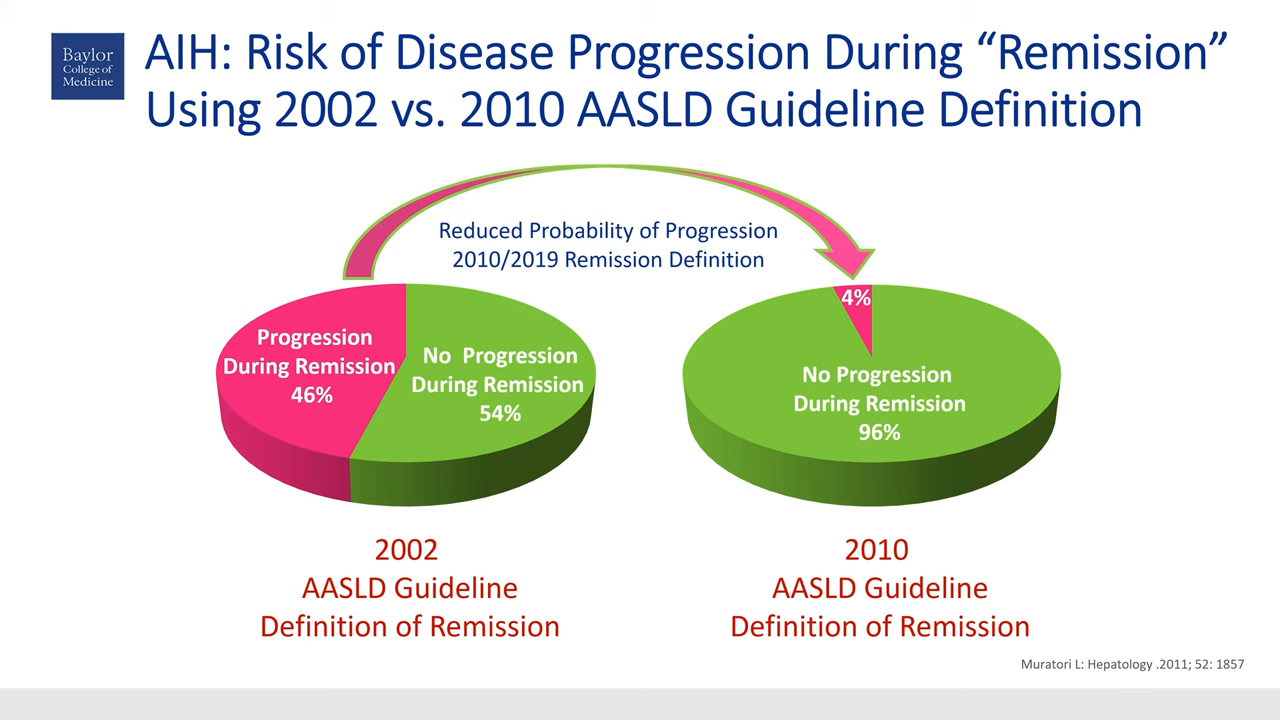 Baylor
College of
Medicine
AIH: Risk of Disease Progression During “Remission”
Using 2002 vs. 2010 AASLD Guideline Definition
Reduced Probability of Progression
2010/2019 Remission Definition
Progression
During Remission
46%
No Progression
During Remission
54%
4%
No Progression
During Remission
96%
2002
AASLD Guideline
Definition of Remission
2010
AASLD Guideline
Definition of Remission
Muratori L: Hepatology .2011; 52: 1857